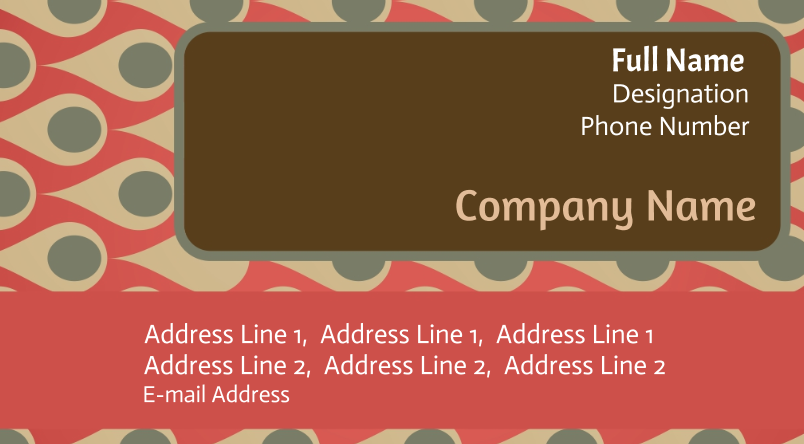 Full Name
Designation
Phone Number
Company Name
Address Line 1,  Address Line 1,  Address Line 1
Address Line 2,  Address Line 2,  Address Line 2
E-mail Address